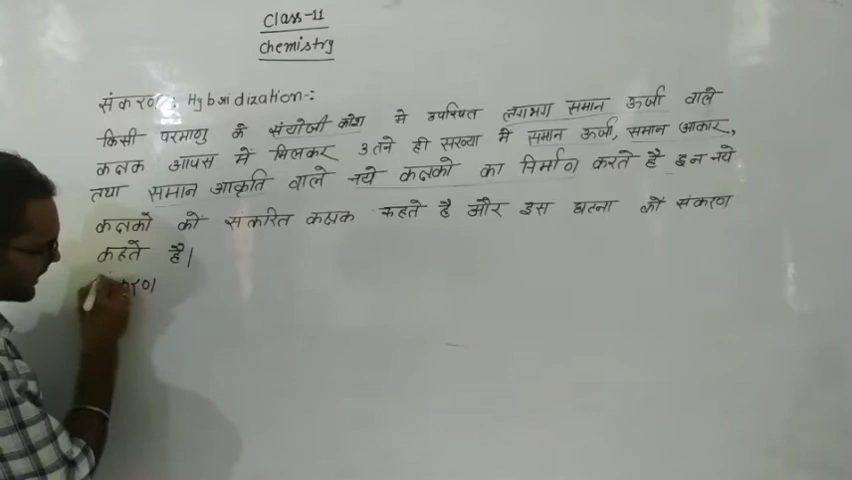 Class-11
Chemistry
संकरण : Hybridization-:
किसी परमाणु के संयोजी कोश मे उपस्थित लगभग समान ऊर्जा वाले
कक्षक आपस में मिलकर उतने ही संख्या में समान ऊर्जा, समान आकार,
तथा समान आकृति वाले नये कक्षको का निर्माण करते है इन नये
कक्षको को संकरित कक्षक कहते है और इस घटना को संकरण
कहते है।